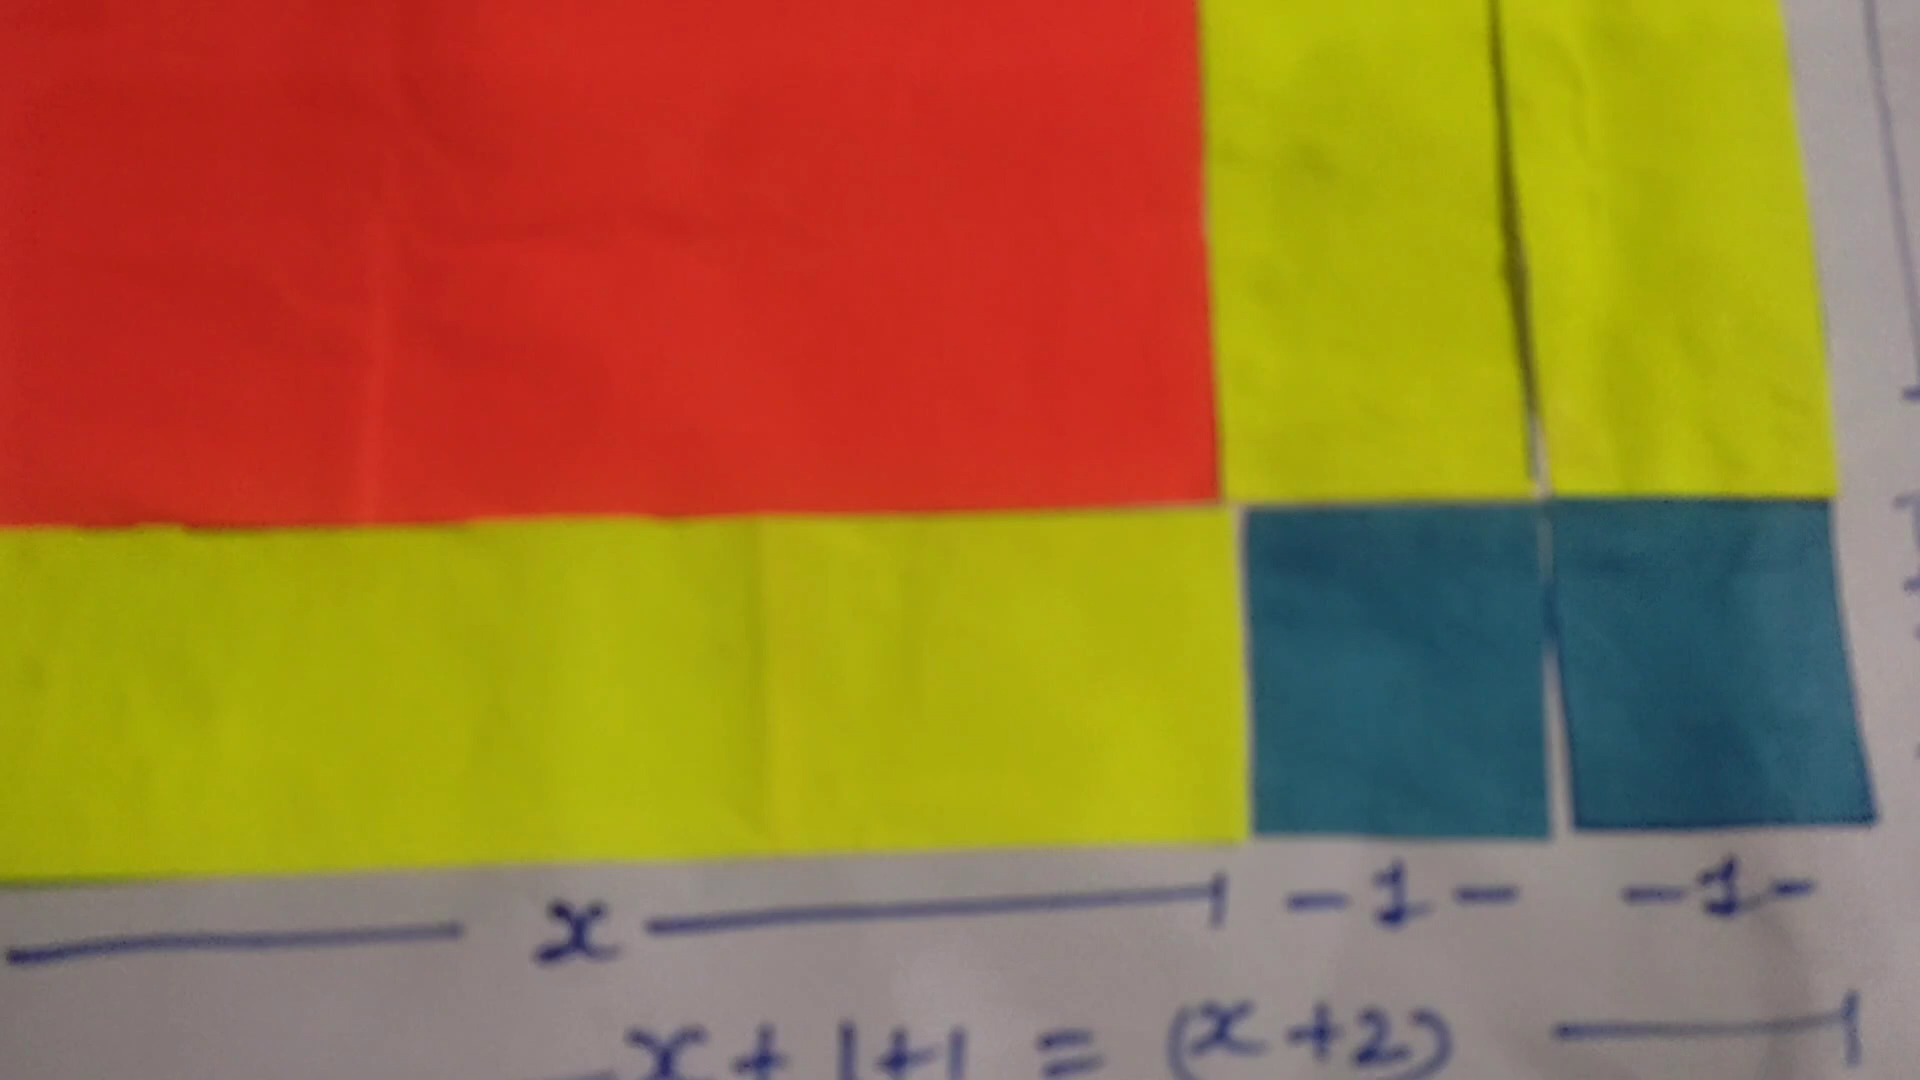 x -1- -1-
x + 1+1 = (x+2)